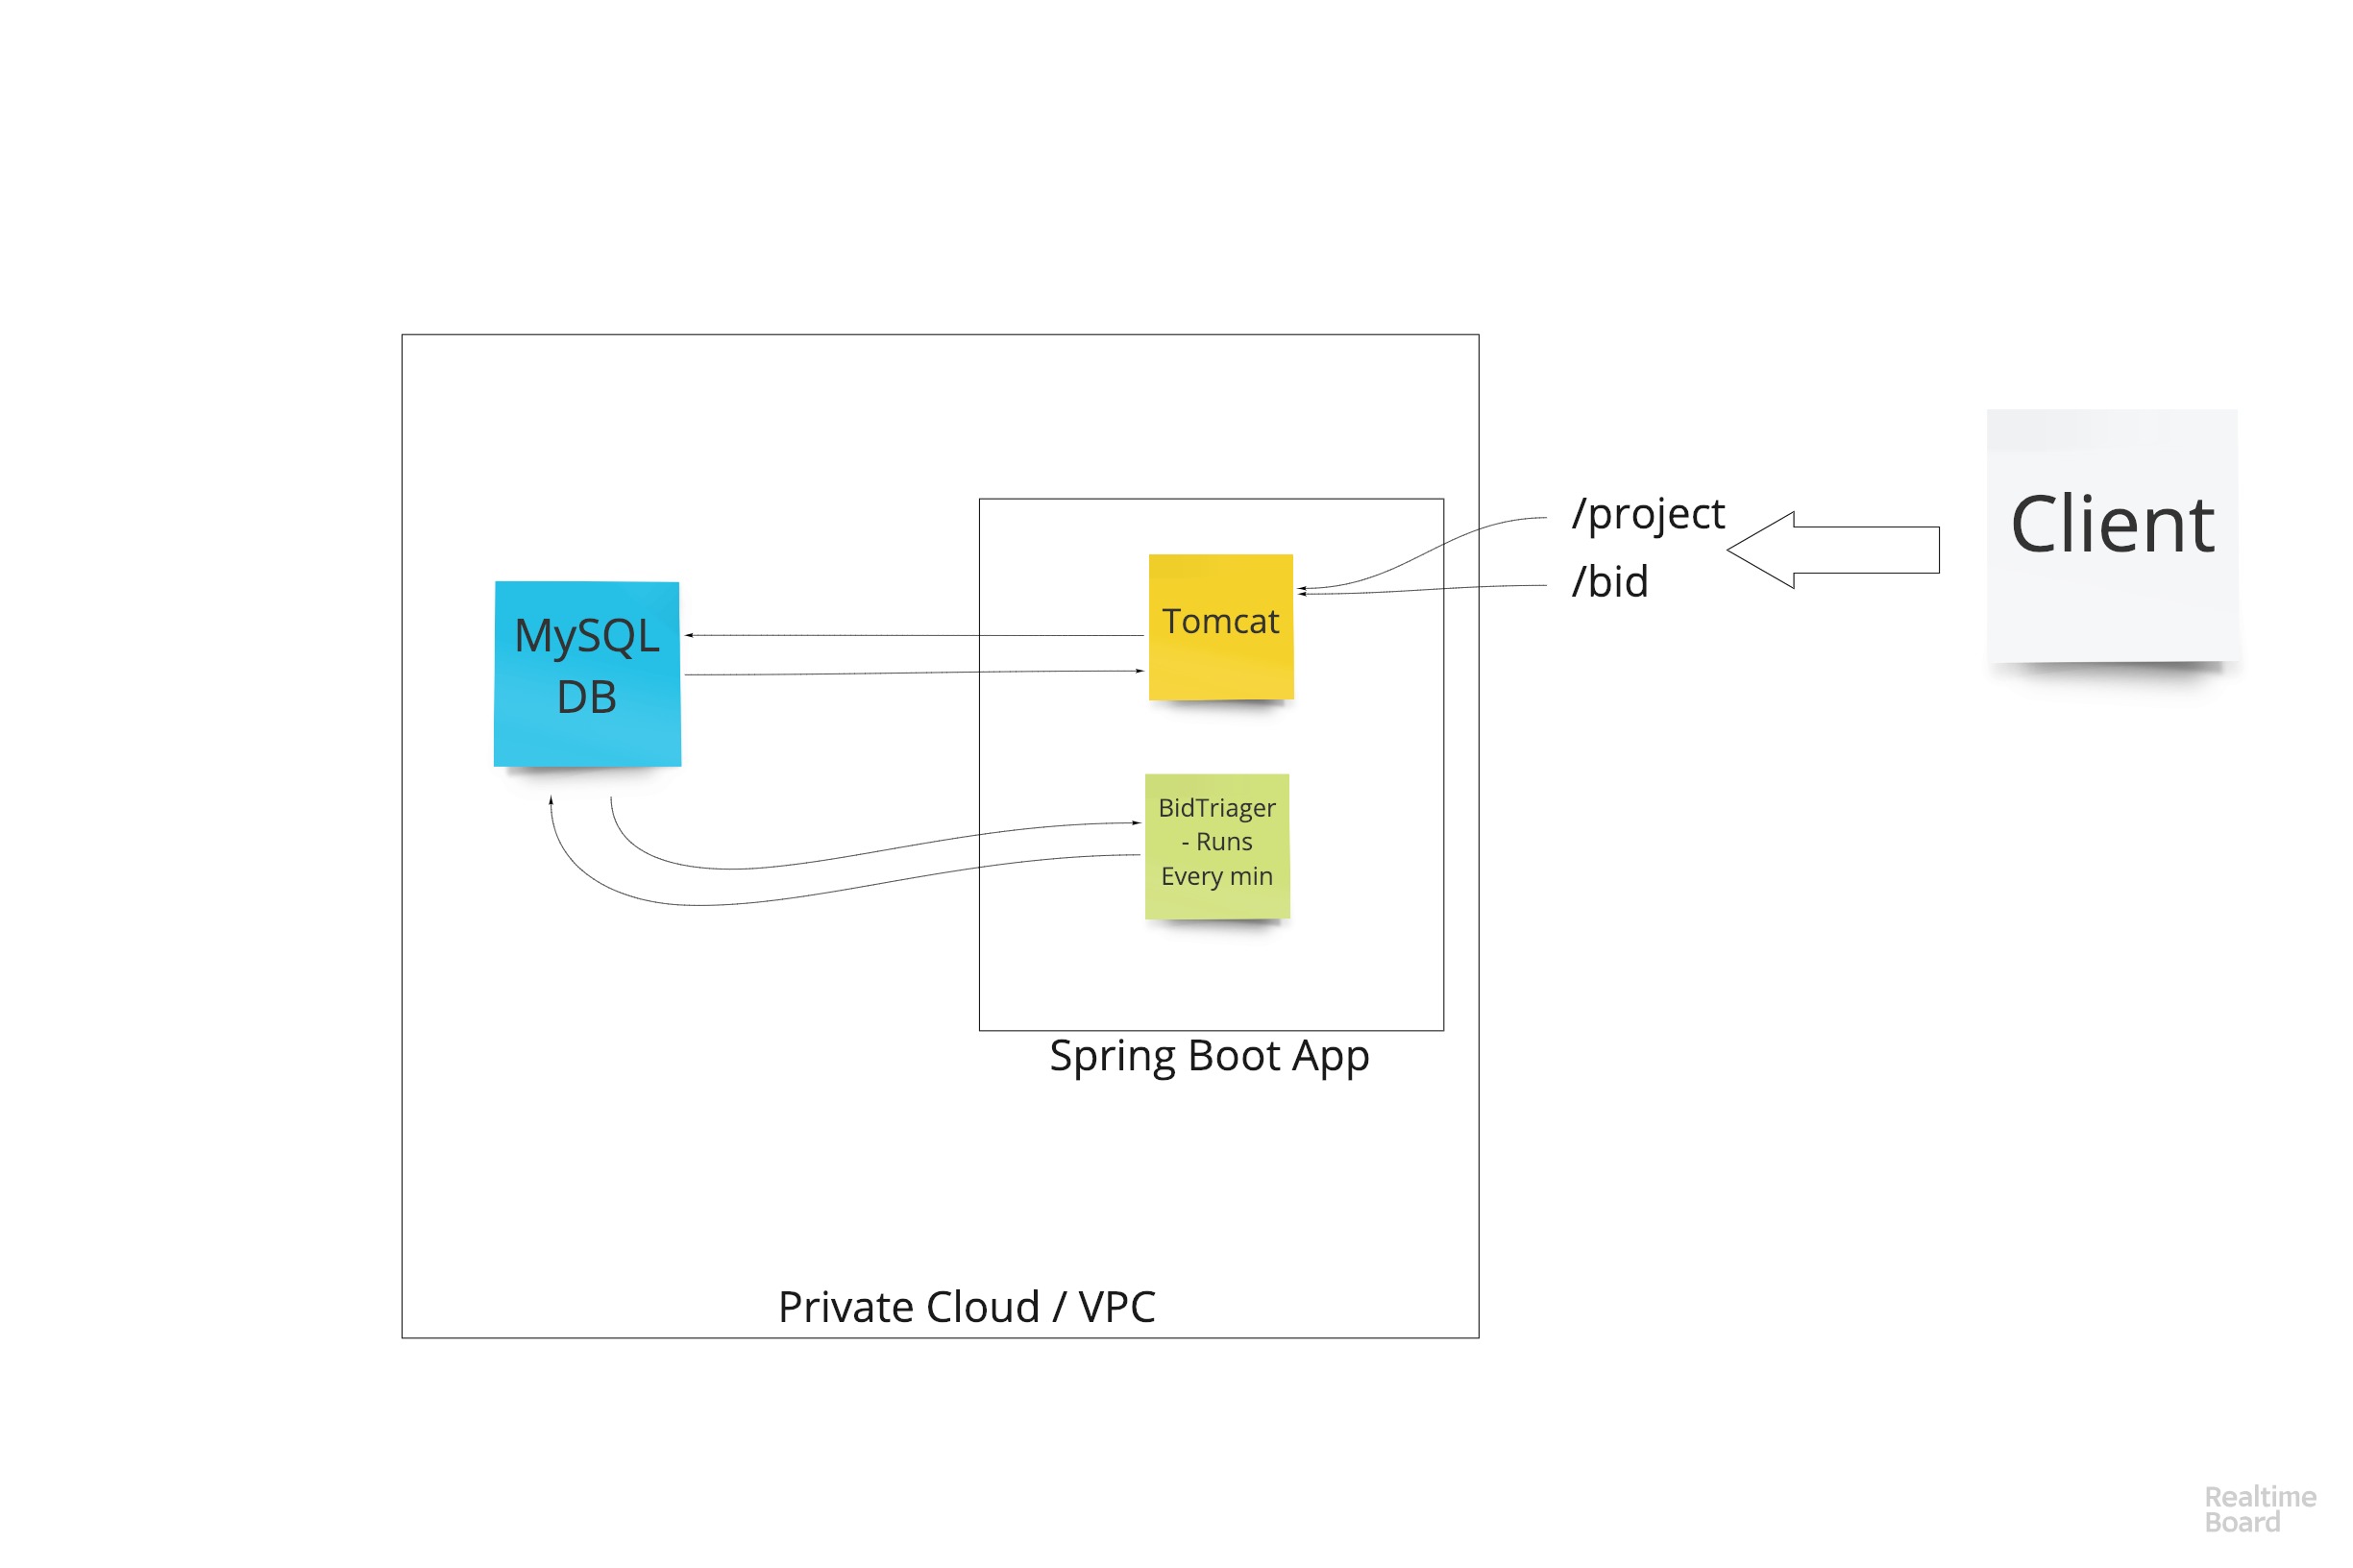 /project
/bid
Client
MySQL
DB
Tomcat
BidTriager
- Runs
Every min
Spring Boot App
Private Cloud / VPC
Realtime
Board